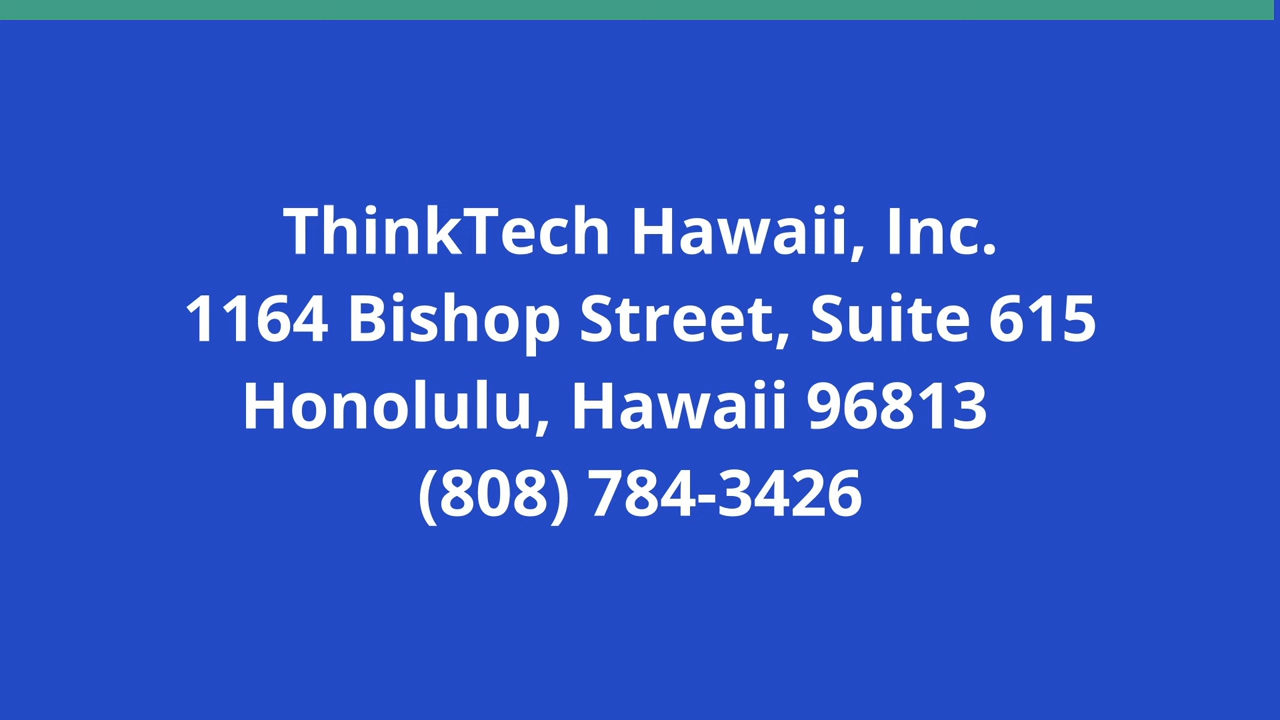 ThinkTech Hawaii, Inc.
1164 Bishop Street, Suite 615
Honolulu, Hawaii 96813
(808) 784-3426